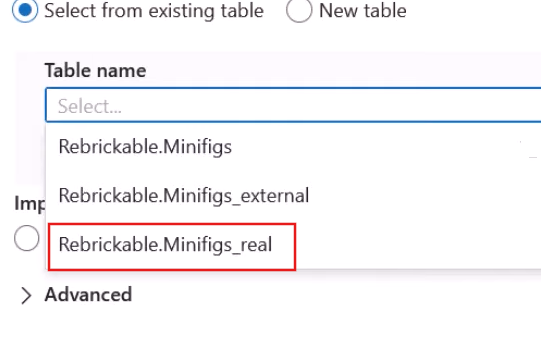 Select from existing table New table
Table name
Select...
Rebrickable.Minifigs
Rebrickable.Minifigs_external
Imp
Rebrickable.Minifigs_real
Advanced